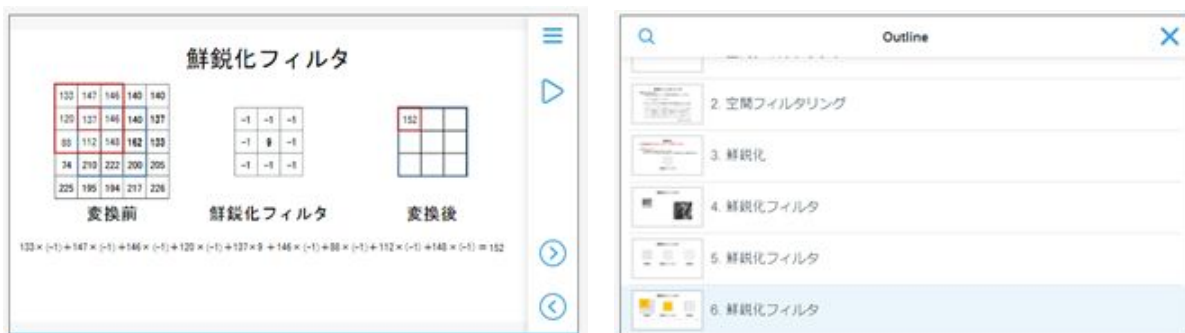 鮮鋭化フィルタ
133 147 146 140 140
120 137 146 140 137
88 112 148 162 133
74 210 222 200 205
225 195 194 217 226
-1 -1 -1
-1 9 -1
-1 -1 -1
152
変換前 鮮鋭化フィルタ 変換後
133×(-1)+147×(-1)+146×(-1)+120×(-1)+137×9+146×(-1)+88×(-1)+112×(-1)+148×(-1)=152
Outline
2. 空間フィルタリング
3. 鮮鋭化
4. 鮮鋭化フィルタ
5. 鮮鋭化フィルタ
6. 鮮鋭化フィルタ